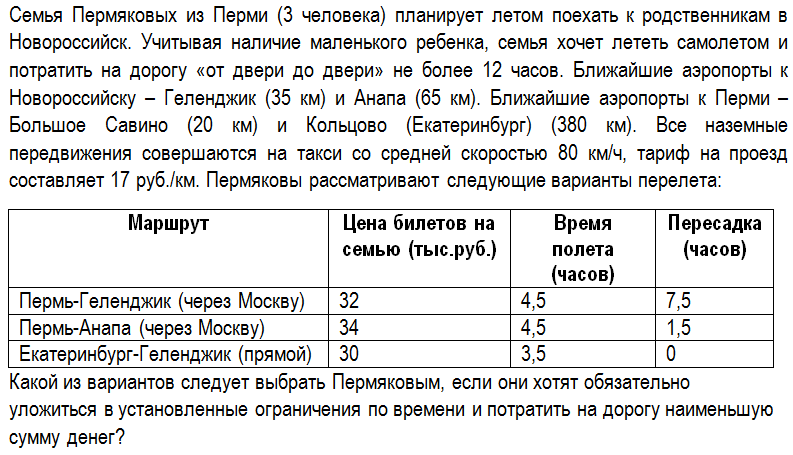 Семья Пермяковых из Перми (3 человека) планирует летом поехать к родственникам в
Новороссийск. Учитывая наличие маленького ребенка, семья хочет лететь самолетом и
потратить на дорогу «от двери до двери» не более 12 часов. Ближайшие аэропорты к
Новороссийску – Геленджик (35 км) и Анапа (65 км). Ближайшие аэропорты к Перми –
Большое Савино (20 км) и Кольцово (Екатеринбург) (380 км). Все наземные
передвижения совершаются на такси со средней скоростью 80 км/ч, тариф на проезд
составляет 17 руб./км. Пермяковы рассматривают следующие варианты перелета:
Маршрут Цена билетов на семью (тыс.руб.) Время полета (часов) Пересадка (часов)
Пермь-Геленджик (через Москву) 32 4,5 7,5
Пермь-Анапа (через Москву) 34 4,5 1,5
Екатеринбург-Геленджик (прямой) 30 3,5 0
Какой из вариантов следует выбрать Пермяковым, если они хотят обязательно
уложиться в установленные ограничения по времени и потратить на дорогу наименьшую
сумму денег?